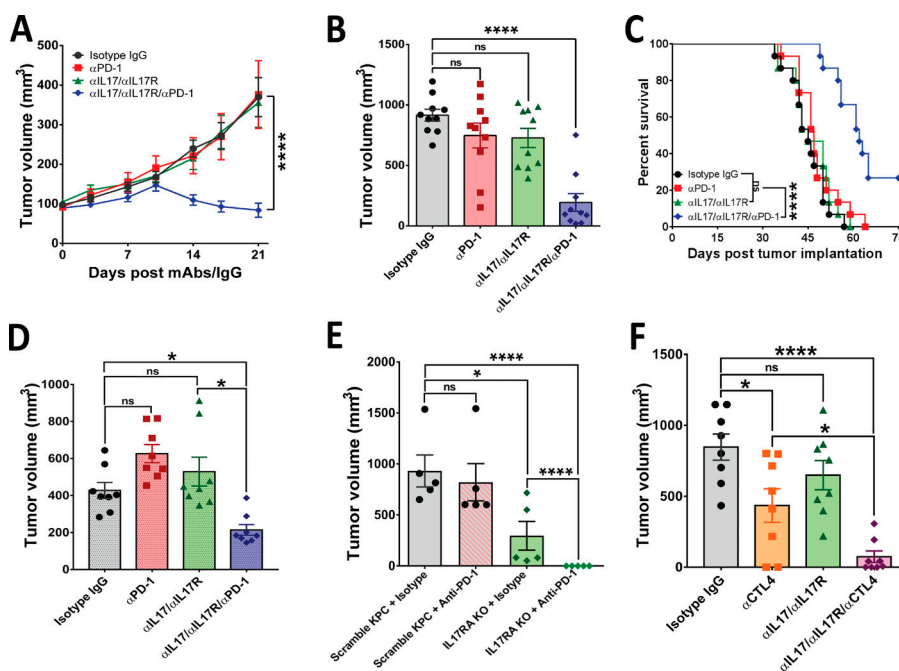 A
Tumor volume (mm³)
500
400
300
200
100
0
0
7
14
21
Days post mAbs/IgG
Isotype IgG
αPD-1
αIL17/αIL17R
αIL17/αIL17R/αPD-1
****
B
Tumor volume (mm³)
1500
1000
500
0
****
ns
ns
Isotype IgG
αPD-1
αIL17/αIL17R
αIL17/αIL17R/αPD-1
C
Percent survival
100
80
60
40
20
0
0
15
30
45
60
75
Days post tumor implantation
Isotype IgG
αPD-1
αIL17/αIL17R
αIL17/αIL17R/αPD-1
ns
****
D
Tumor volume (mm³)
1000
800
600
400
200
0
*
ns
*
ns
Isotype IgG
αPD-1
αIL17/αIL17R
αIL17/αIL17R/αPD-1
E
Tumor volume (mm³)
2000
1500
1000
500
0
****
*
ns
****
Scramble KPC + Isotype
Scramble KPC + Anti-PD-1
IL17RA KO + Isotype
IL17RA KO + Anti-PD-1
F
Tumor volume (mm³)
1500
1000
500
0
****
ns
*
*
Isotype IgG
αCTL4
αIL17/αIL17R
αIL17/αIL17R/αCTL4